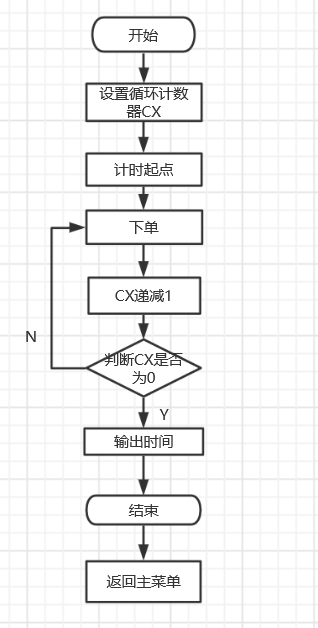 开始
设置循环计数
器CX
计时起点
下单
CX递减1
N
判断CX是否
为0
Y
输出时间
结束
返回主菜单